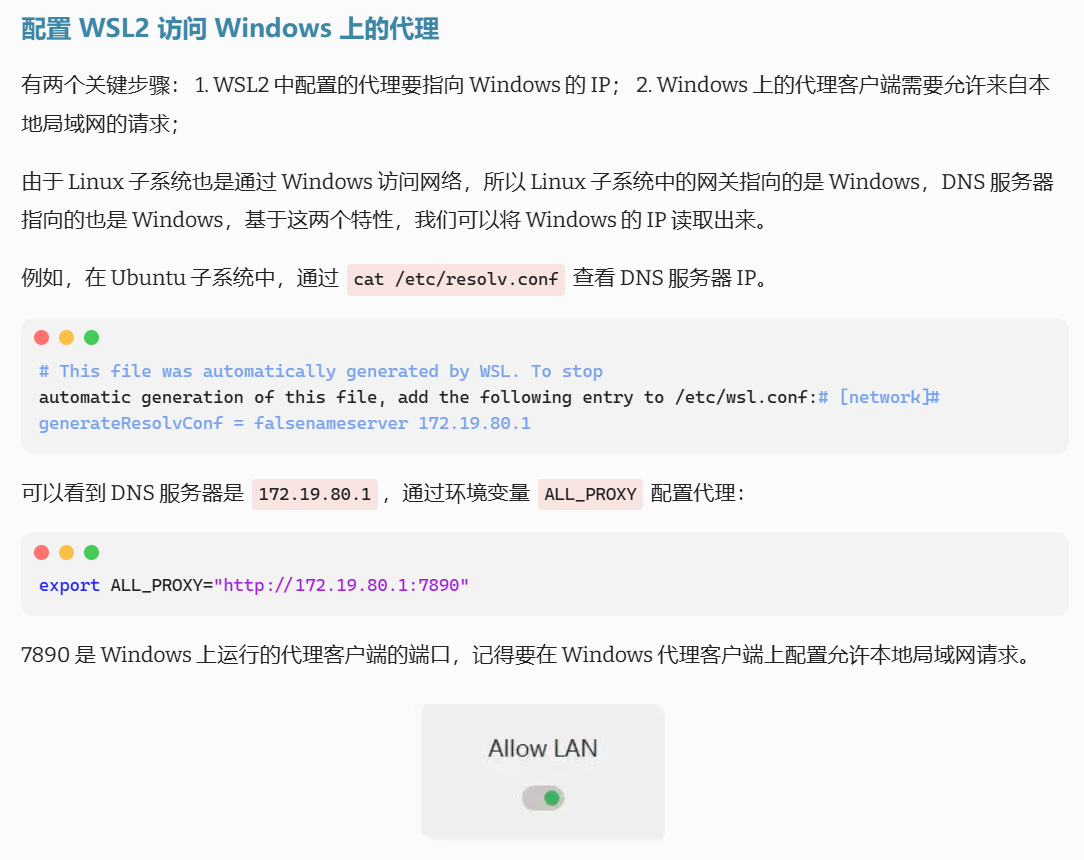 配置 WSL2 访问 Windows 上的代理
有两个关键步骤： 1. WSL2 中配置的代理要指向 Windows 的 IP； 2. Windows 上的代理客户端需要允许来自本
地局域网的请求；
由于 Linux 子系统也是通过 Windows 访问网络，所以 Linux 子系统中的网关指向的是 Windows，DNS 服务器
指向的也是 Windows，基于这两个特性，我们可以将 Windows 的 IP 读取出来。
例如，在 Ubuntu 子系统中，通过 cat /etc/resolv.conf 查看 DNS 服务器 IP。
# This file was automatically generated by WSL. To stop
automatic generation of this file, add the following entry to /etc/wsl.conf:# [network]#
generateResolvConf = falsenameserver 172.19.80.1
可以看到 DNS 服务器是 172.19.80.1 ，通过环境变量 ALL_PROXY 配置代理：
export ALL_PROXY="http://172.19.80.1:7890"
7890 是 Windows 上运行的代理客户端的端口，记得要在 Windows 代理客户端上配置允许本地局域网请求。
Allow LAN